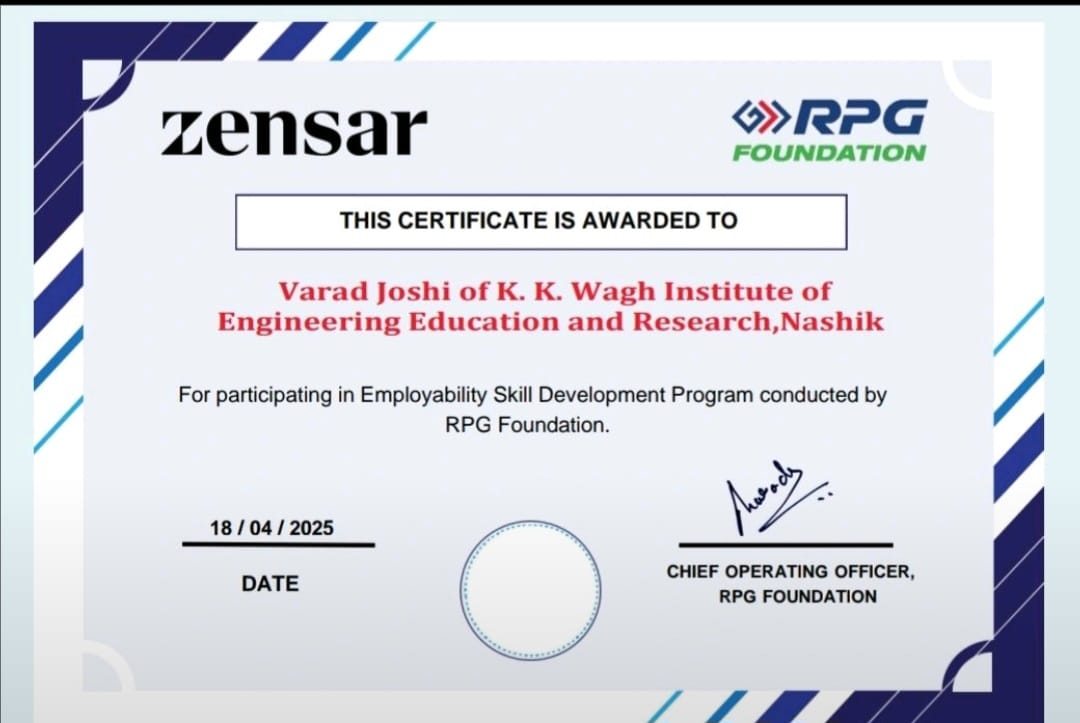 zensar
RPG
FOUNDATION
THIS CERTIFICATE IS AWARDED TO
Varad Joshi of K. K. Wagh Institute of
Engineering Education and Research,Nashik
For participating in Employability Skill Development Program conducted by
RPG Foundation.
18 / 04 / 2025
DATE
CHIEF OPERATING OFFICER,
RPG FOUNDATION